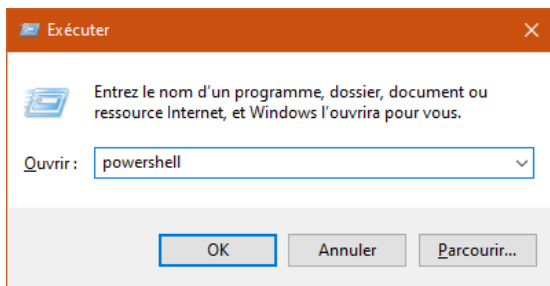 Exécuter
Entrez le nom d'un programme, dossier, document ou
ressource Internet, et Windows l'ouvrira pour vous.
Ouvrir : powershell
OK Annuler Parcourir...